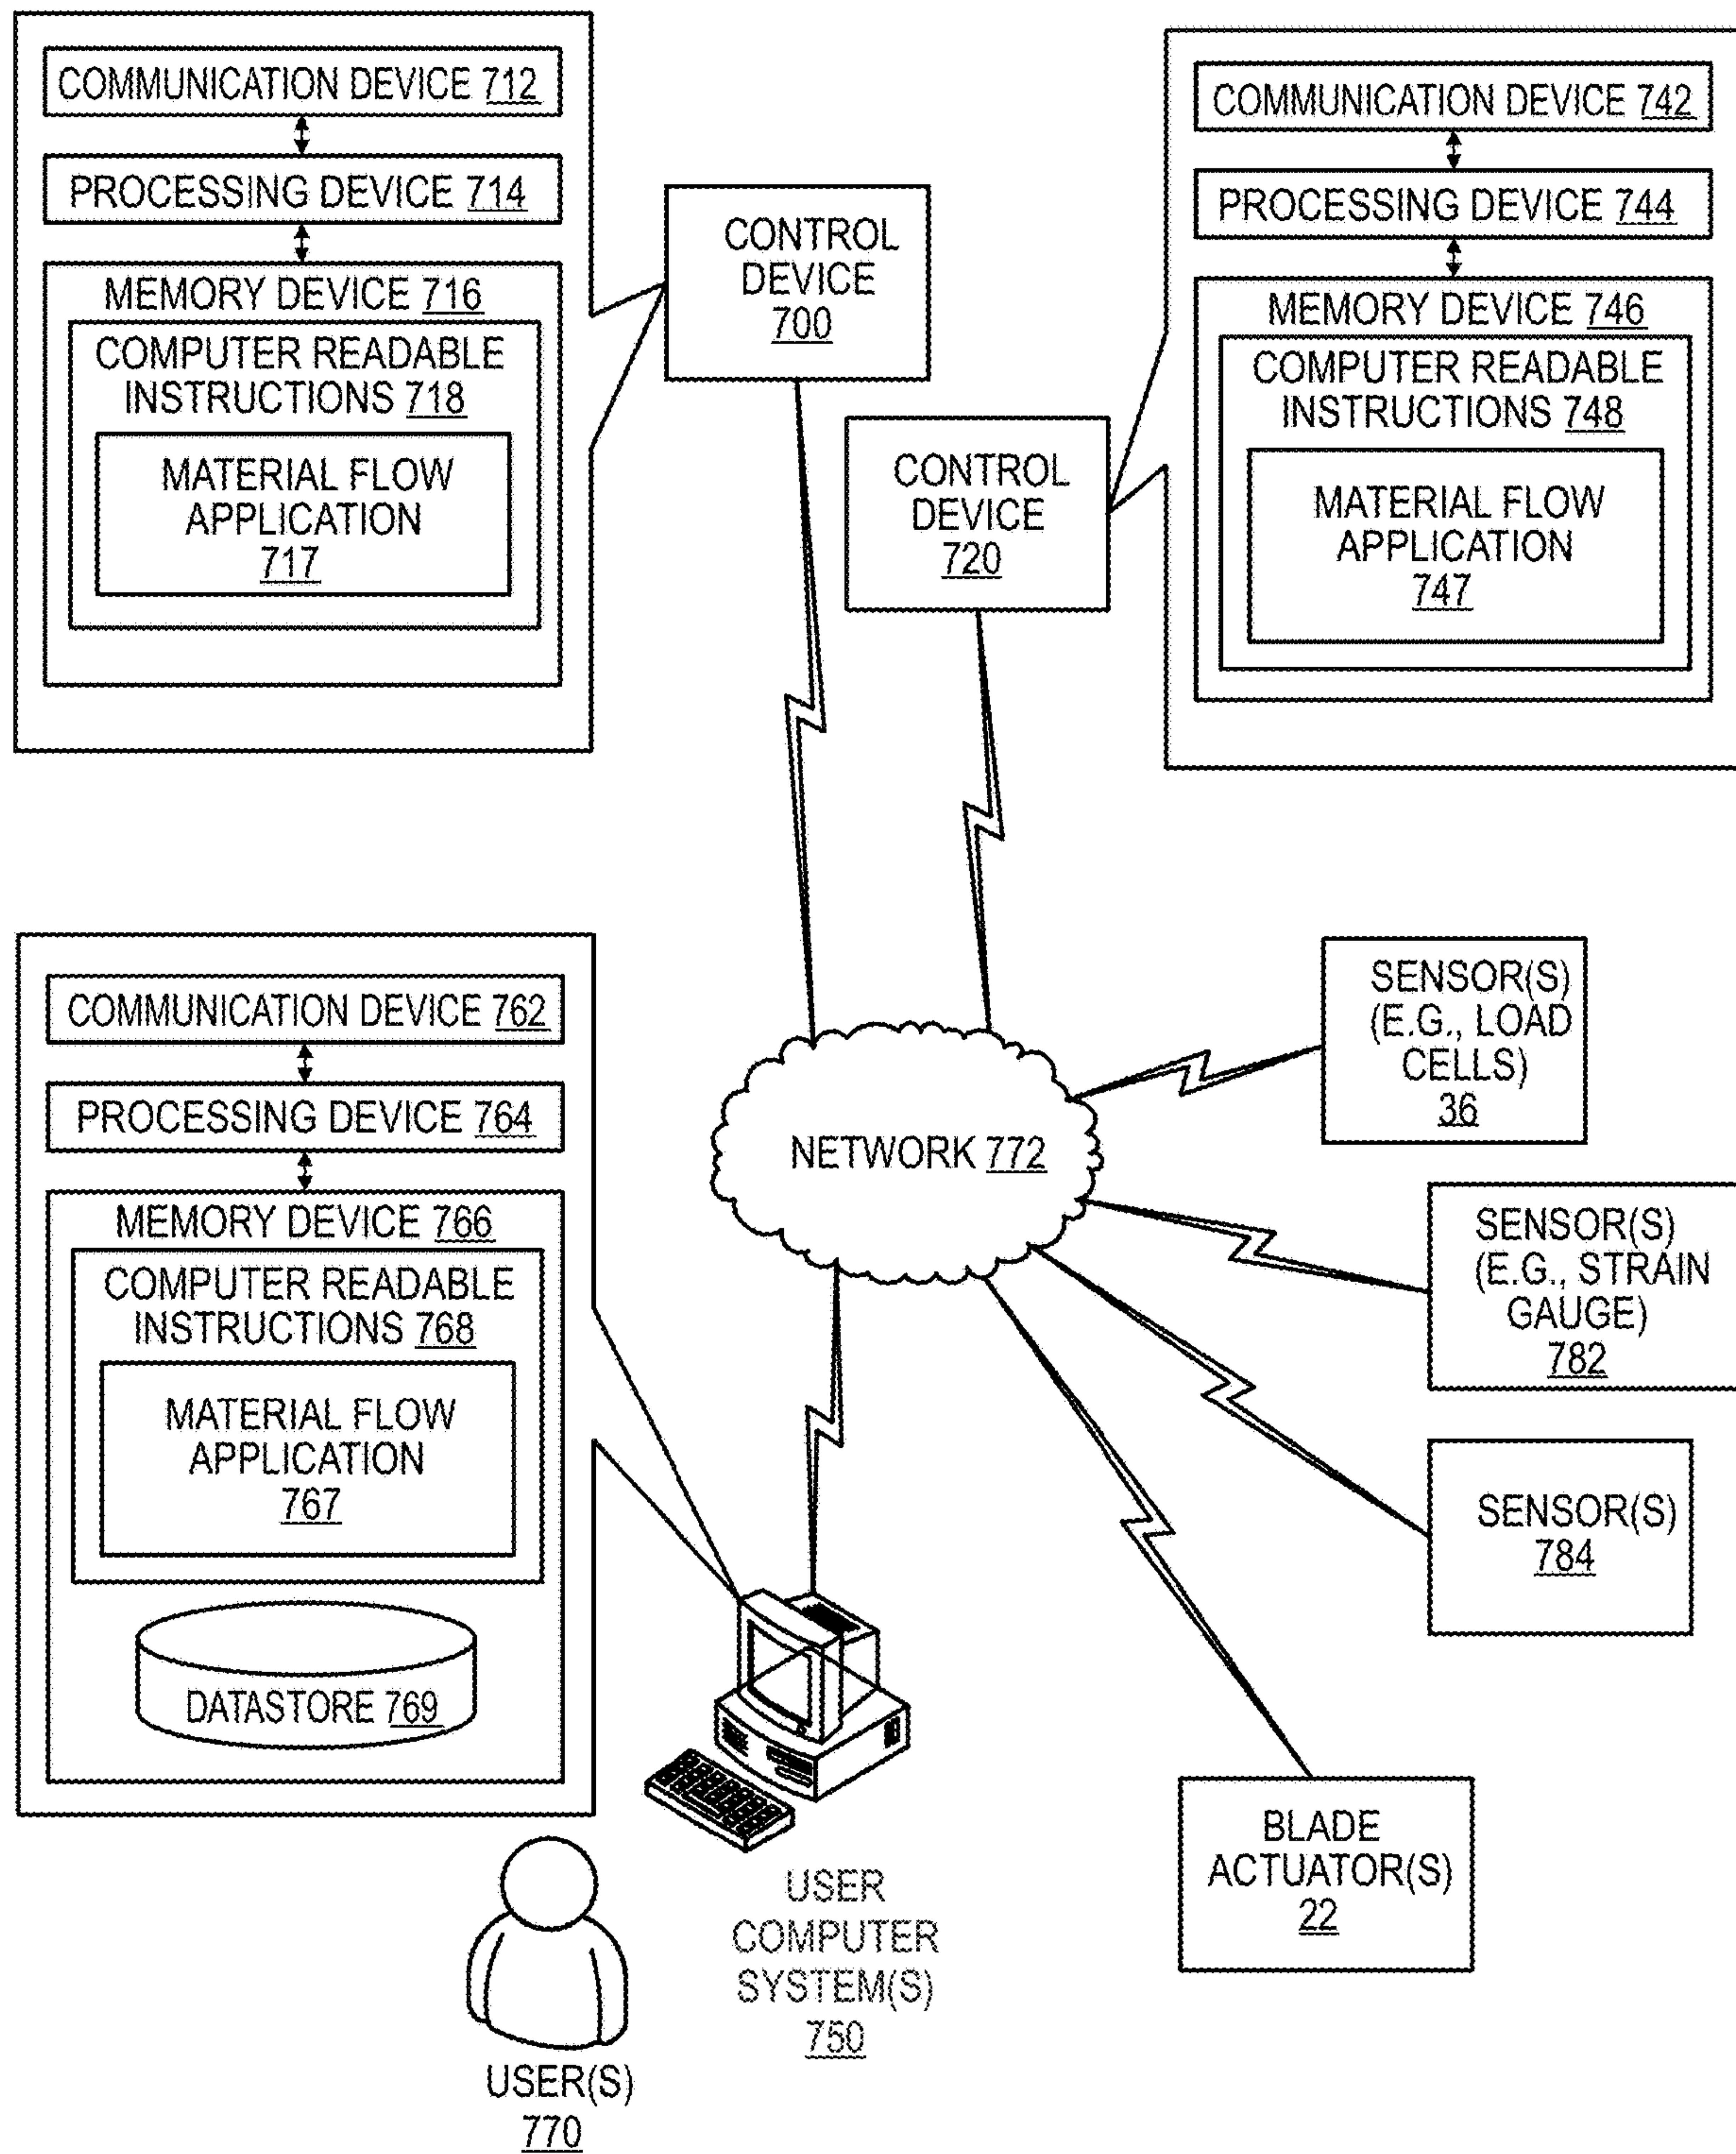 COMMUNICATION DEVICE 712
PROCESSING DEVICE 714
MEMORY DEVICE 716
COMPUTER READABLE
INSTRUCTIONS 718
MATERIAL FLOW
APPLICATION
717
CONTROL
DEVICE
700
COMMUNICATION DEVICE 742
PROCESSING DEVICE 744
MEMORY DEVICE 746
COMPUTER READABLE
INSTRUCTIONS 748
MATERIAL FLOW
APPLICATION
747
CONTROL
DEVICE
720
COMMUNICATION DEVICE 762
PROCESSING DEVICE 764
MEMORY DEVICE 766
COMPUTER READABLE
INSTRUCTIONS 768
MATERIAL FLOW
APPLICATION
767
DATASTORE 769
NETWORK 772
SENSOR(S)
(E.G., LOAD
CELLS)
36
SENSOR(S)
(E.G., STRAIN
GAUGE)
782
SENSOR(S)
784
BLADE
ACTUATOR(S)
22
USER
COMPUTER
SYSTEM(S)
750
USER(S)
770